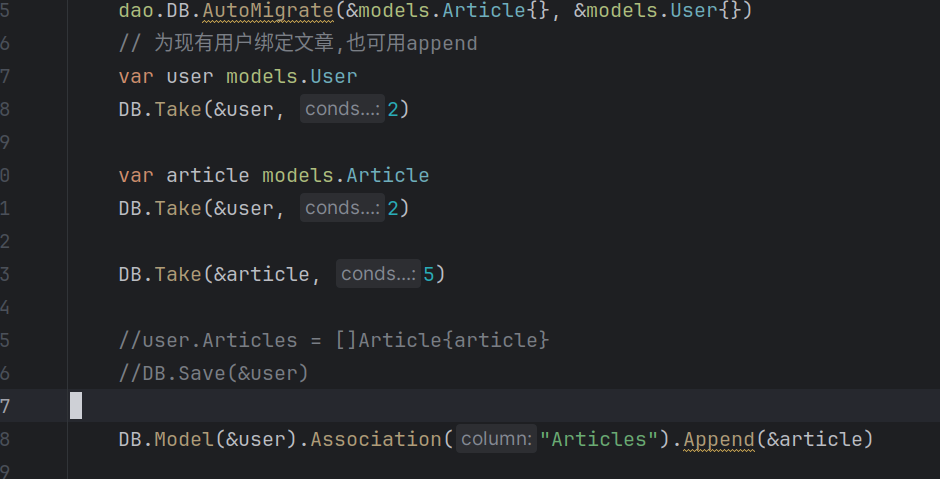 5 dao.DB.AutoMigrate(&models.Article{}, &models.User{})
6 // 为现有用户绑定文章,也可用append
7 var user models.User
8 DB.Take(&user, conds...: 2)
9
0 var article models.Article
1 DB.Take(&user, conds...: 2)
2
3 DB.Take(&article, conds...: 5)
4
5 //user.Articles = []Article{article}
6 //DB.Save(&user)
7
8 DB.Model(&user).Association( column: "Articles").Append(&article)
9